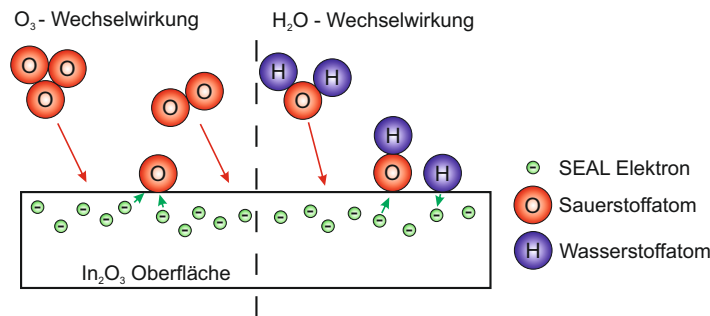 O₃ - Wechselwirkung
H₂O - Wechselwirkung
O O O
O O
O
H H O
H O
H
In₂O₃ Oberfläche
− SEAL Elektron
O Sauerstoffatom
H Wasserstoffatom